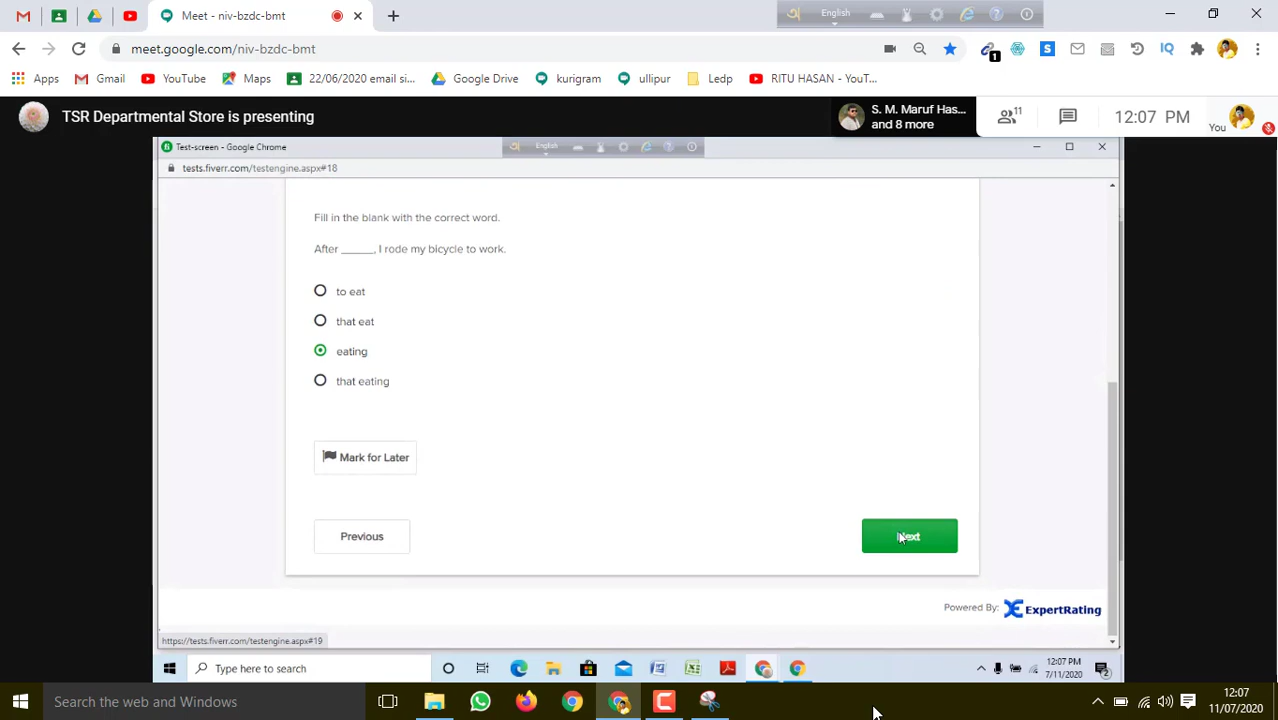 Meet - niv-bzdc-bmt
English
meet.google.com/niv-bzdc-bmt
1
S
IQ
Apps
Gmail
YouTube
Maps
22/06/2020 email si...
Google Drive
kurigram
ullipur
Ledp
RITU HASAN - YouT...
TSR Departmental Store is presenting
S. M. Maruf Has...
and 8 more
11
12:07 PM
You
Test-screen - Google Chrome
English
tests.fiverr.com/testengine.aspx#18
Fill in the blank with the correct word.
After ______, I rode my bicycle to work.
to eat
that eat
eating
that eating
Mark for Later
Previous
Next
Powered By: ExpertRating
https://tests.fiverr.com/testengine.aspx#19
Type here to search
12:07 PM
7/11/2020
2
Search the web and Windows
12:07
11/07/2020